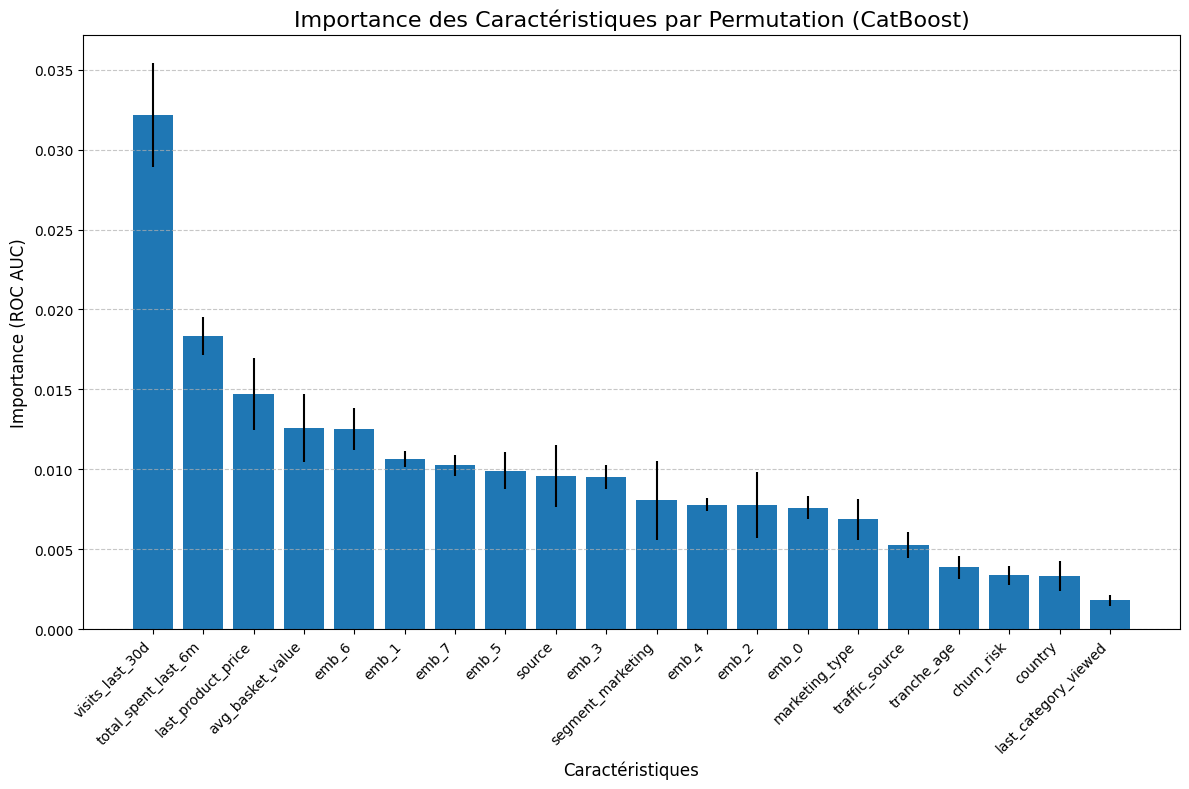 Importance des Caractéristiques par Permutation (CatBoost)
Importance (ROC AUC)
0.035
0.030
0.025
0.020
0.015
0.010
0.005
0.000
visits_last_30d
total_spent_last_6m
last_product_price
avg_basket_value
emb_6
emb_1
emb_7
emb_5
source
emb_3
segment_marketing
emb_4
emb_2
emb_0
marketing_type
traffic_source
tranche_age
churn_risk
country
last_category_viewed
Caractéristiques